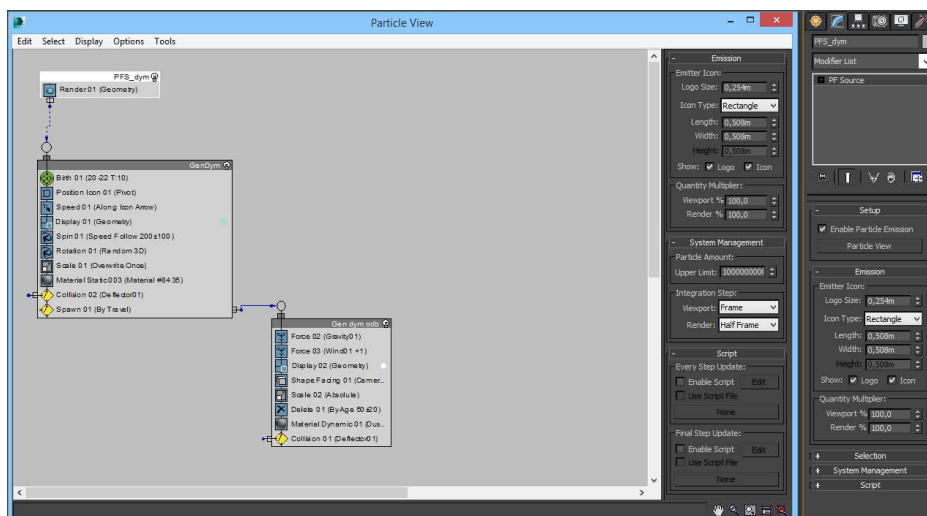 Particle View
Edit Select Display Options Tools
PFS_dym
Render 01 (Geometry)
GenDym
Birth 01 (20-22 T:10)
Position Icon 01 (Pivot)
Speed 01 (Along Icon Arrow)
Display 01 (Geometry)
Spin 01 (Speed Follow 200±100)
Rotation 01 (Random 3D)
Scale 01 (Overwrite Once)
Material Static003 (Material #8435)
Collision 02 (Deflector01)
Spawn 01 (By Travel)
Gen dym odb
Force 02 (Gravity01)
Force 03 (Wind01 +1)
Display 02 (Geometry)
Shape Facing 01 (Camer..
Scale 02 (Absolute)
Delete 01 (By Age 50±20)
Material Dynamic 01 (Dus..
Collision 01 (Deflector01)
- Emission
Emitter Icon:
Logo Size: 0,254m
Icon Type: Rectangle
Length: 0,508m
Width: 0,508m
Height: 0,508m
Show: Logo Icon
Quantity Multiplier:
Viewport % 100,0
Render % 100,0
- System Management
Particle Amount:
Upper Limit:
Integration Step:
Viewport: Frame
Render: Half Frame
- Script
Every Step Update:
Enable Script Edit
Use Script File
None
Final Step Update:
Enable Script Edit
Use Script File
None
PFS_dym
Modifier List
PF Source
- Setup
Enable Particle Emission
Particle View
- Emission
Emitter Icon:
Logo Size: 0,254m
Icon Type: Rectangle
Length: 0,508m
Width: 0,508m
Height: 0,508m
Show: Logo Icon
Quantity Multiplier:
Viewport % 100,0
Render % 100,0
+ Selection
+ System Management
+ Script